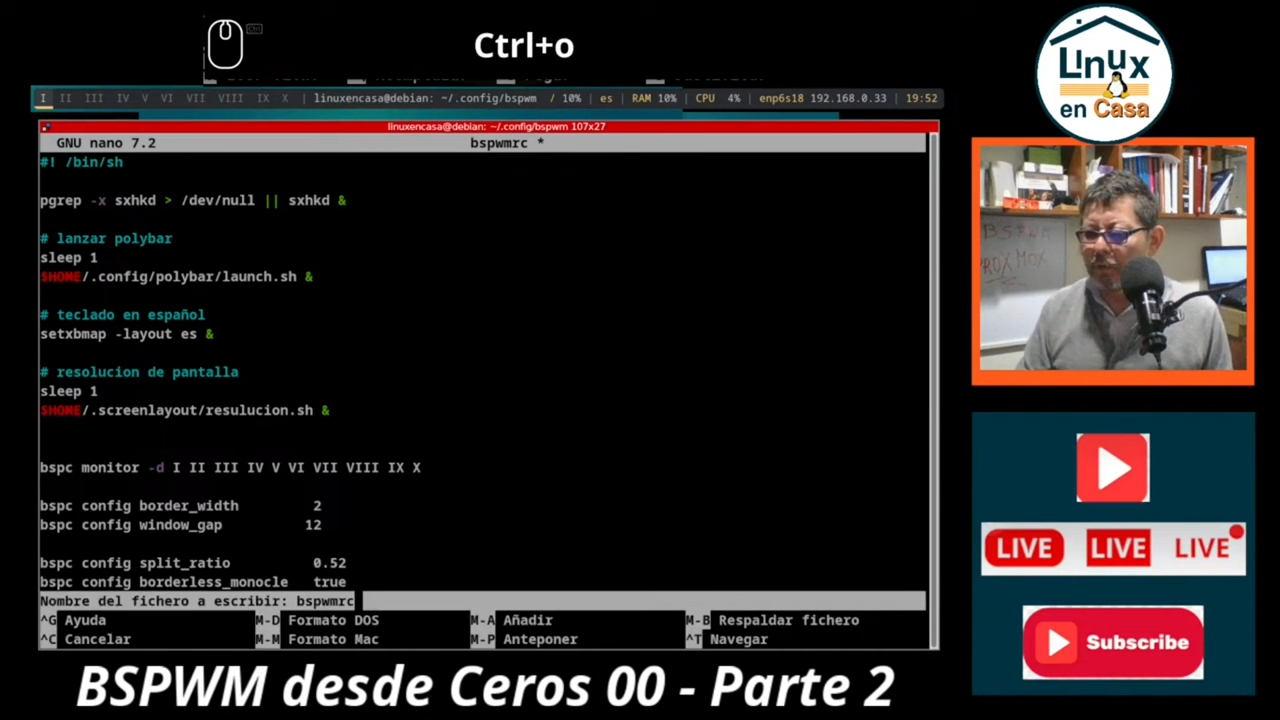 Ctrl+o
Ctrl
LINUX
en Casa
I II III IV V VI VII VIII IX X | linuxencasa@debian: ~/.config/bspwm / 10% | es | RAM 10% | CPU 4% | enp6s18 192.168.0.33 | 19:52
linuxencasa@debian: ~/.config/bspwm 107x27
GNU nano 7.2 bspwmrc *
#! /bin/sh
pgrep -x sxhkd > /dev/null || sxhkd &
# lanzar polybar
sleep 1
$HOME/.config/polybar/launch.sh &
# teclado en español
setxbmap -layout es &
# resolucion de pantalla
sleep 1
$HOME/.screenlayout/resulucion.sh &
bspc monitor -d I II III IV V VI VII VIII IX X
bspc config border_width 2
bspc config window_gap 12
bspc config split_ratio 0.52
bspc config borderless_monocle true
Nombre del fichero a escribir: bspwmrc
^G Ayuda M-D Formato DOS M-A Añadir M-B Respaldar fichero
^C Cancelar M-M Formato Mac M-P Anteponer ^T Navegar
BSPWM
PROXMOX
LIVE LIVE LIVE
Subscribe
BSPWM desde Ceros 00 - Parte 2